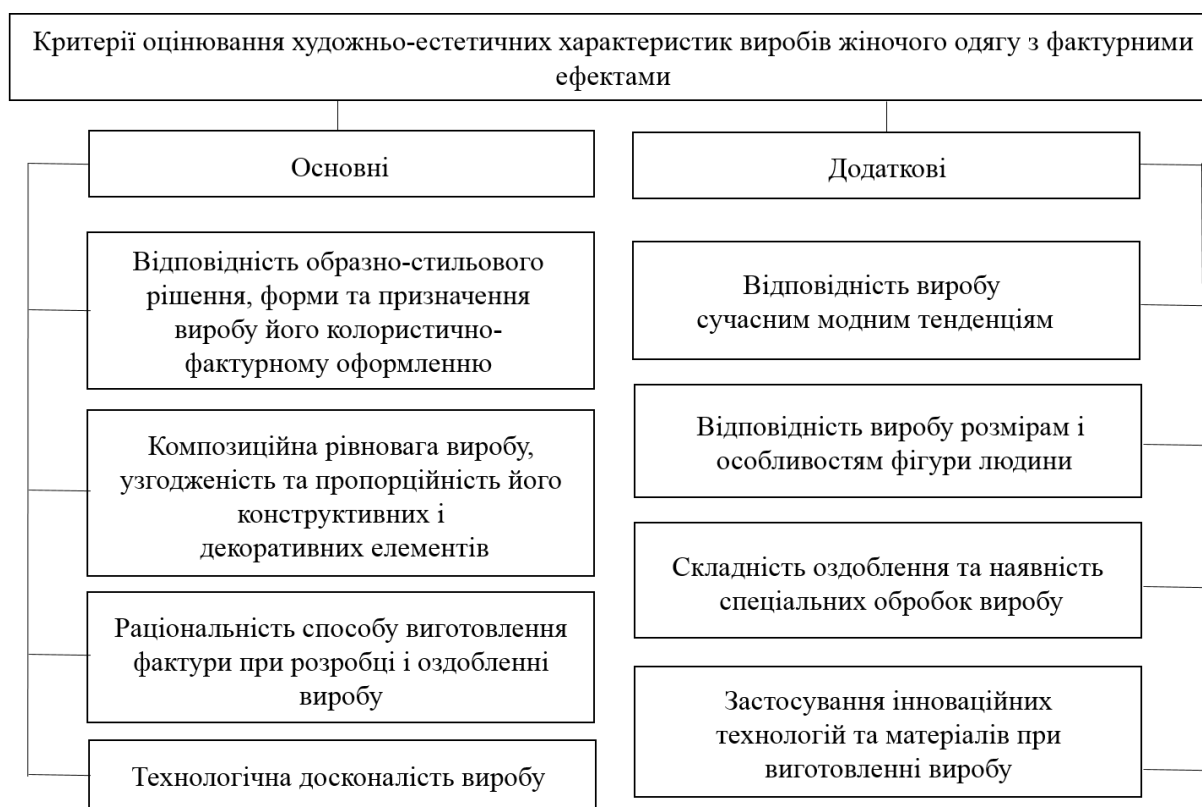 Критерії оцінювання художньо-естетичних характеристик виробів жіночого одягу з фактурними
ефектами
Основні
Відповідність образно-стильового
рішення, форми та призначення
виробу його колористично-
фактурному оформленню
Композиційна рівновага виробу,
узгодженість та пропорційність його
конструктивних і
декоративних елементів
Раціональність способу виготовлення
фактури при розробці і оздобленні
виробу
Технологічна досконалість виробу
Додаткові
Відповідність виробу
сучасним модним тенденціям
Відповідність виробу розмірам і
особливостям фігури людини
Складність оздоблення та наявність
спеціальних обробок виробу
Застосування інноваційних
технологій та матеріалів при
виготовленні виробу